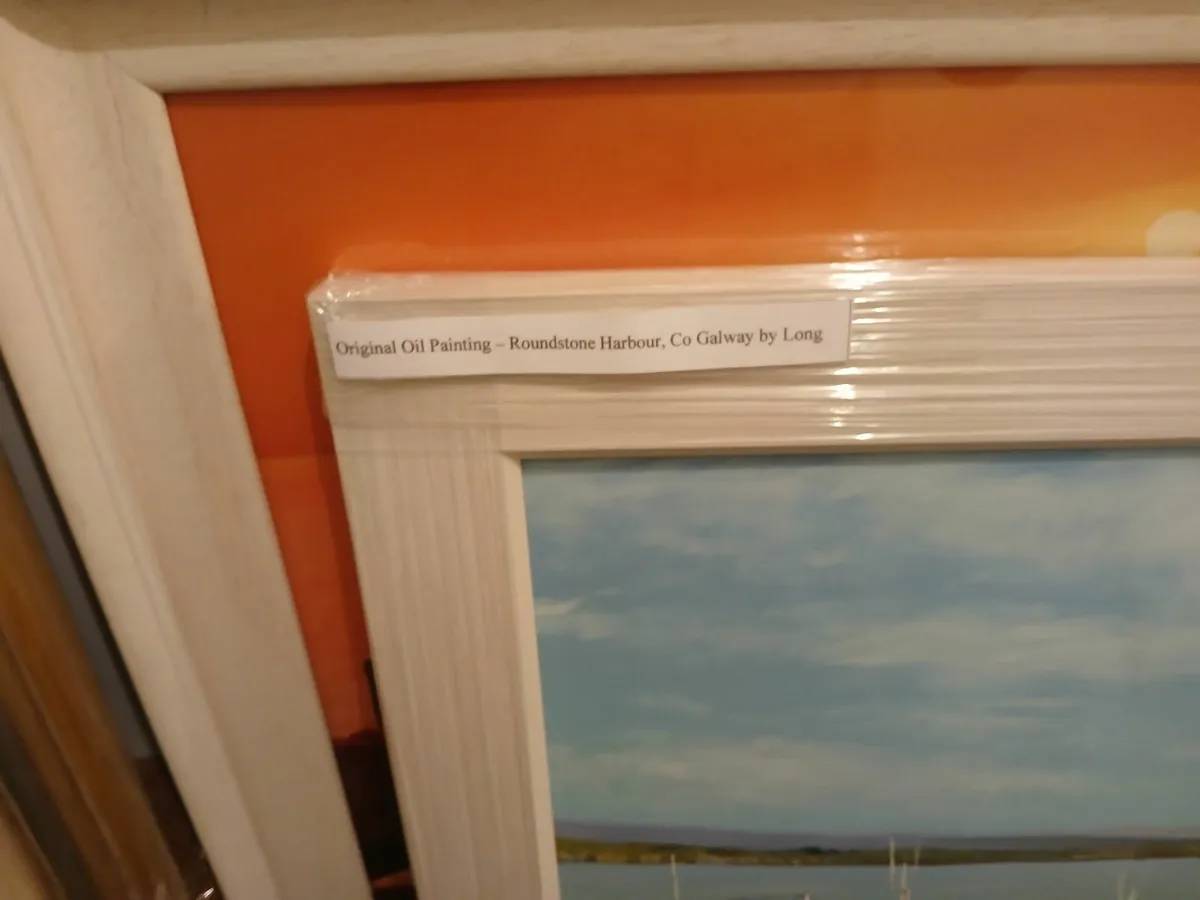 Original Oil Painting – Roundstone Harbour, Co Galway by Long